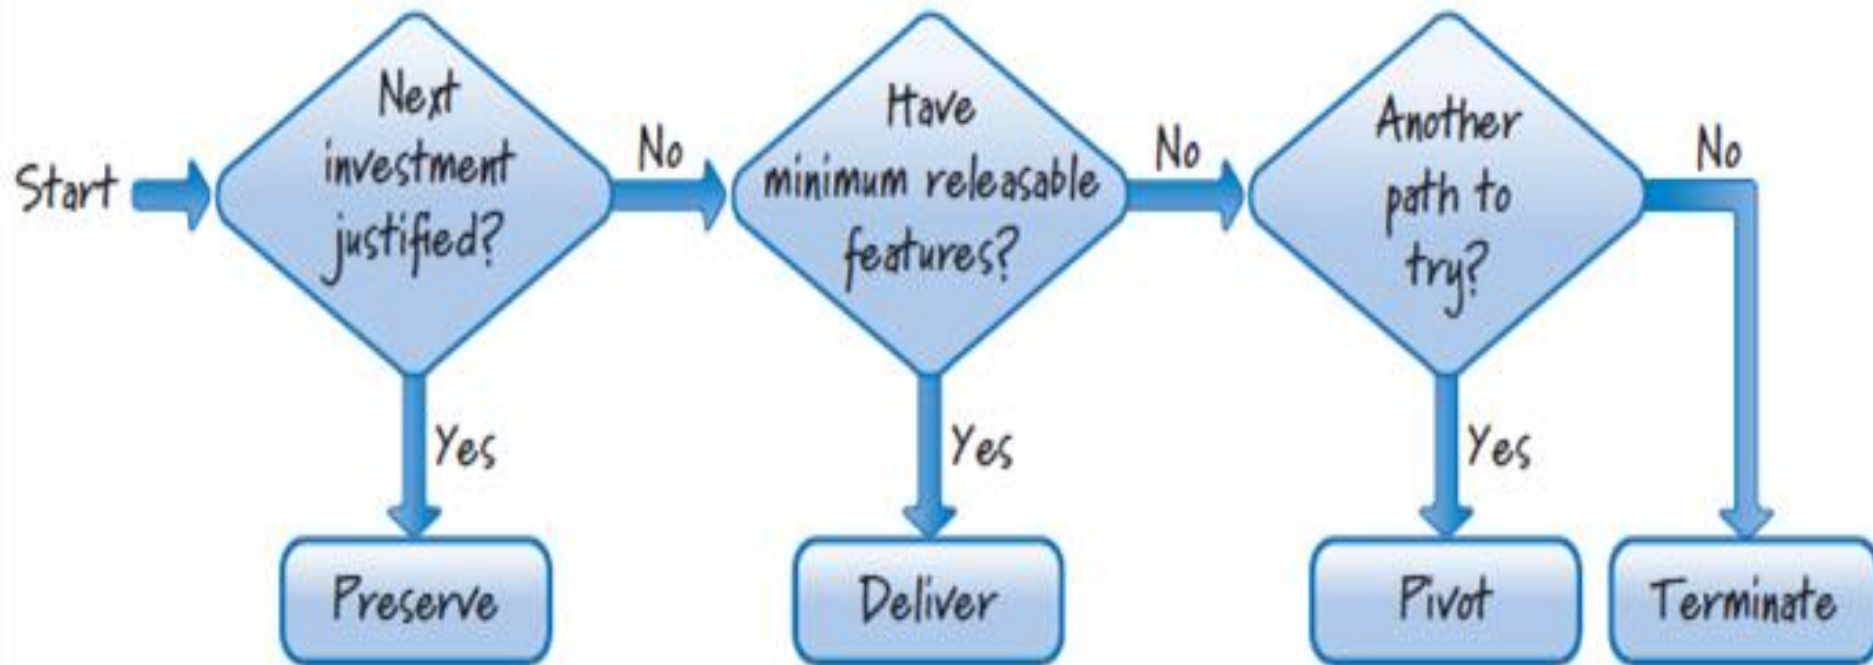 Start
Next
investment
justified?
No
Have
minimum releasable
features?
No
Another
path to
try?
No
Yes
Yes
Yes
Preserve
Deliver
Pivot
Terminate